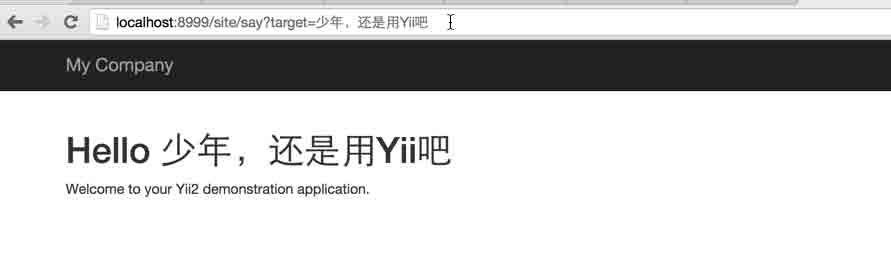 localhost:8999/site/say?target=少年，还是用Yii吧
My Company
Hello 少年，还是用Yii吧
Welcome to your Yii2 demonstration application.